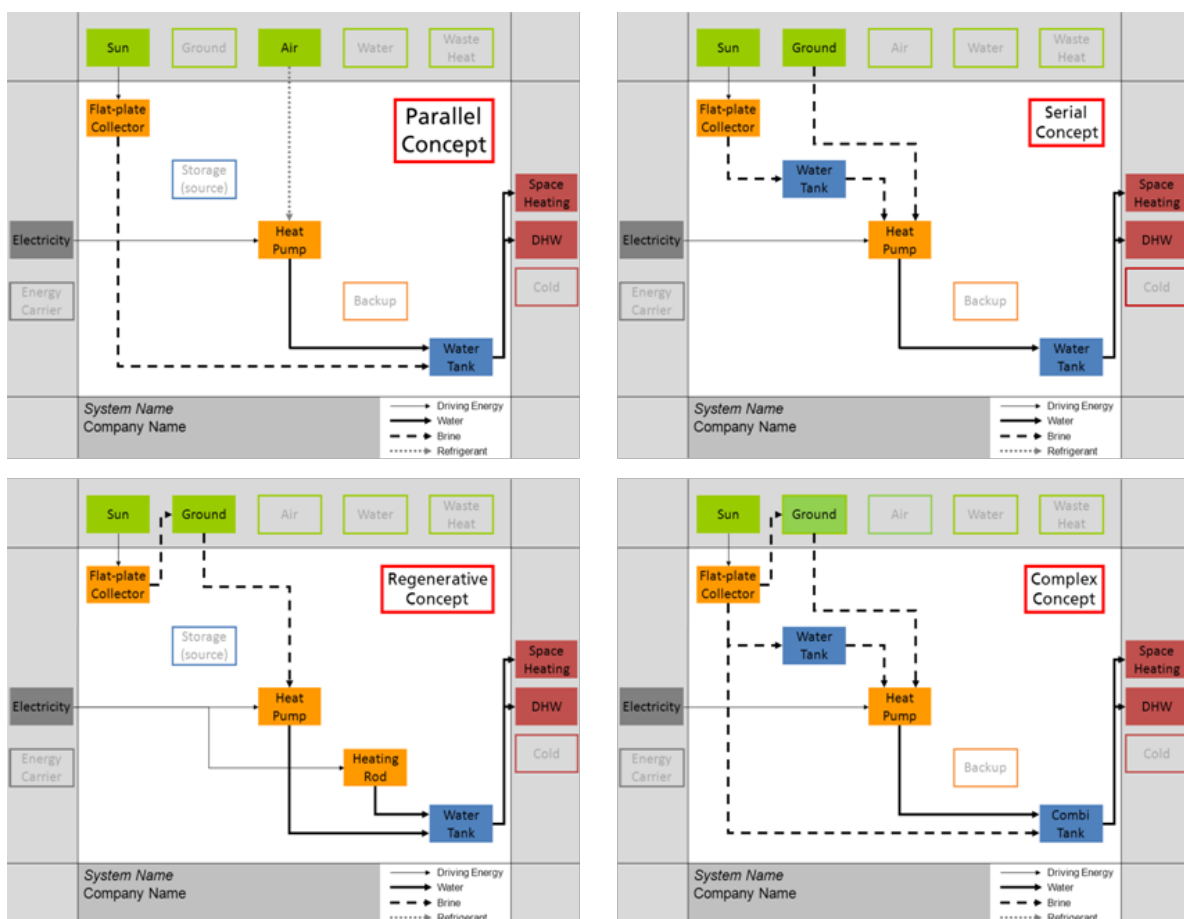 Sun
Ground
Air
Water
Waste
Heat
Flat-plate
Collector
Parallel
Concept
Storage
(source)
Space
Heating
Electricity
Heat
Pump
DHW
Energy
Carrier
Backup
Cold
Water
Tank
System Name
Company Name
Driving Energy
Water
Brine
Refrigerant
Sun
Ground
Air
Water
Waste
Heat
Flat-plate
Collector
Serial
Concept
Water
Tank
Space
Heating
Electricity
Heat
Pump
DHW
Energy
Carrier
Backup
Cold
Water
Tank
System Name
Company Name
Driving Energy
Water
Brine
Refrigerant
Sun
Ground
Air
Water
Waste
Heat
Flat-plate
Collector
Regenerative
Concept
Storage
(source)
Space
Heating
Electricity
Heat
Pump
DHW
Energy
Carrier
Heating
Rod
Cold
Water
Tank
System Name
Company Name
Driving Energy
Water
Brine
Refrigerant
Sun
Ground
Air
Water
Waste
Heat
Flat-plate
Collector
Complex
Concept
Water
Tank
Space
Heating
Electricity
Heat
Pump
DHW
Energy
Carrier
Backup
Cold
Combi
Tank
System Name
Company Name
Driving Energy
Water
Brine
Refrigerant